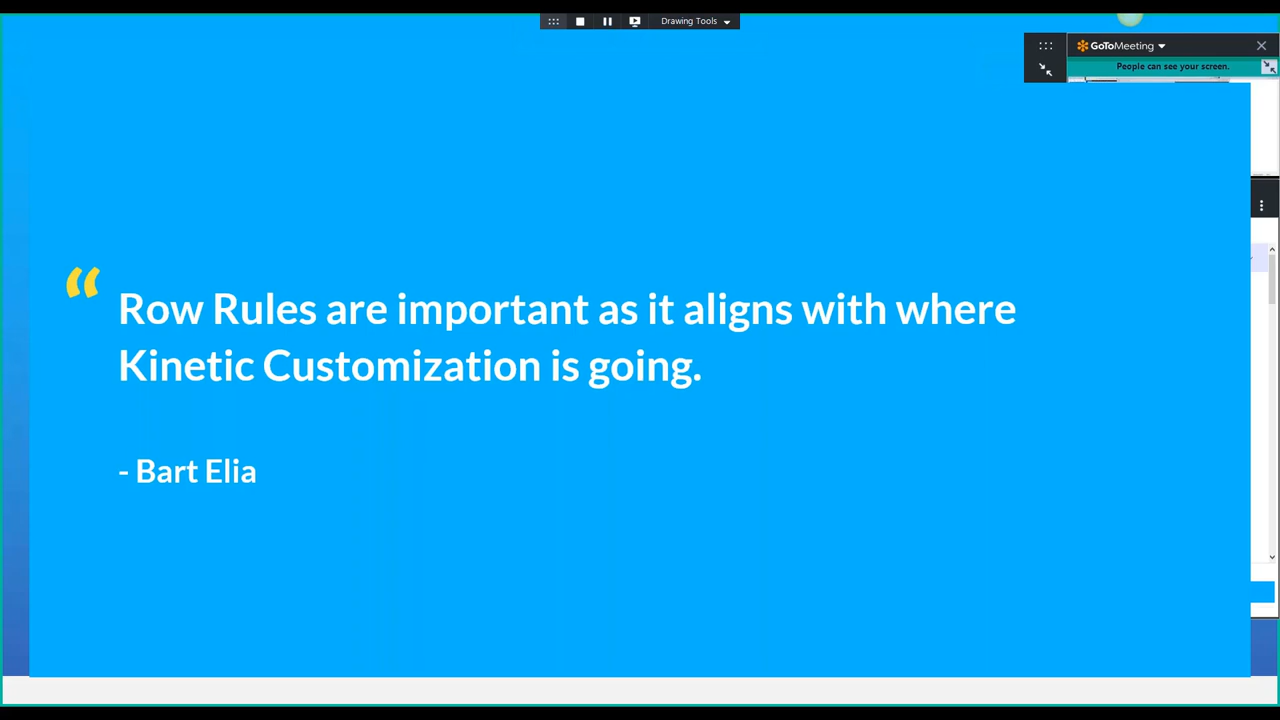 Drawing Tools
GoToMeeting
People can see your screen.
“ Row Rules are important as it aligns with where
Kinetic Customization is going.
- Bart Elia